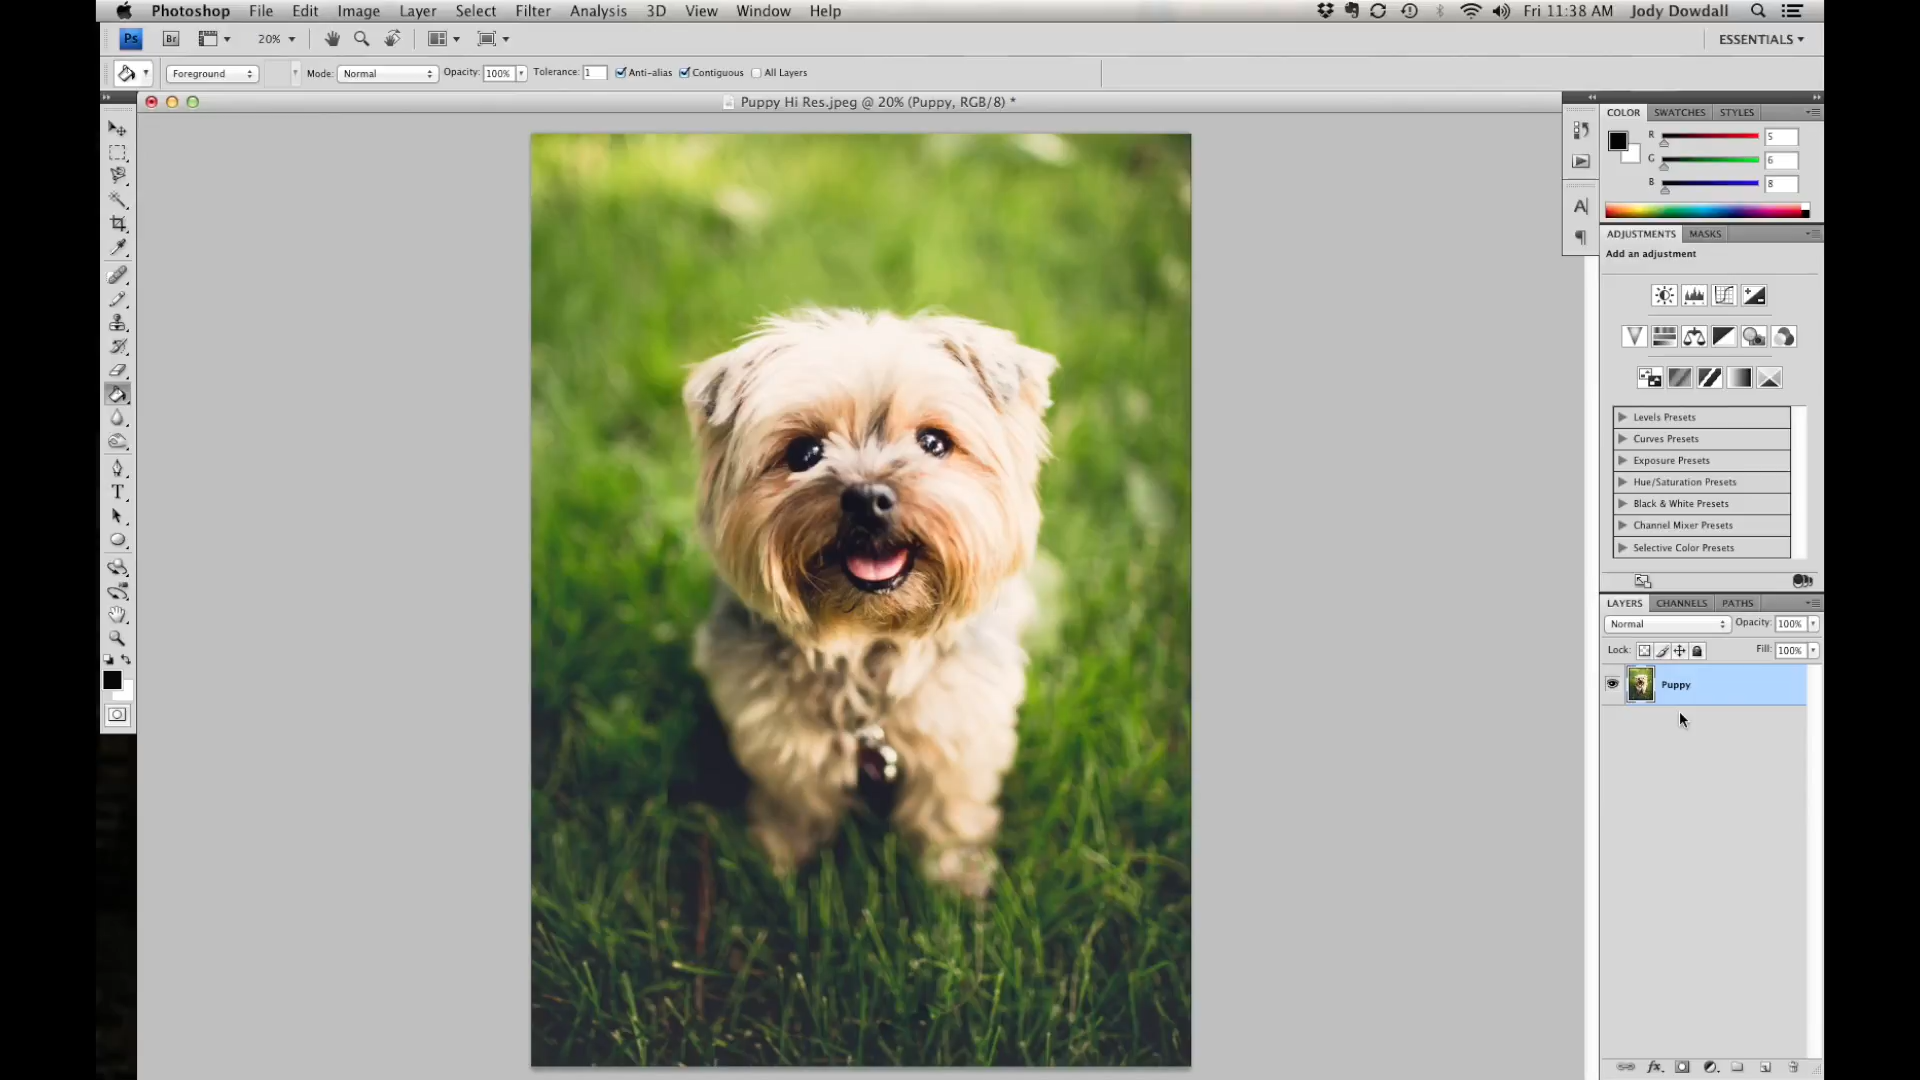 Photoshop File Edit Image Layer Select Filter Analysis 3D View Window Help Fri 11:38 AM Jody Dowdall
Ps Br 20% ESSENTIALS
Foreground Mode: Normal Opacity: 100% Tolerance: 1 Anti-alias Contiguous All Layers
Puppy Hi Res.jpeg @ 20% (Puppy, RGB/8) *
COLOR SWATCHES STYLES
R 5
G 6
B 8
A
ADJUSTMENTS MASKS
Add an adjustment
Levels Presets
Curves Presets
Exposure Presets
Hue/Saturation Presets
Black & White Presets
Channel Mixer Presets
Selective Color Presets
T
LAYERS CHANNELS PATHS
Normal Opacity: 100%
Lock: Fill: 100%
Puppy
fx